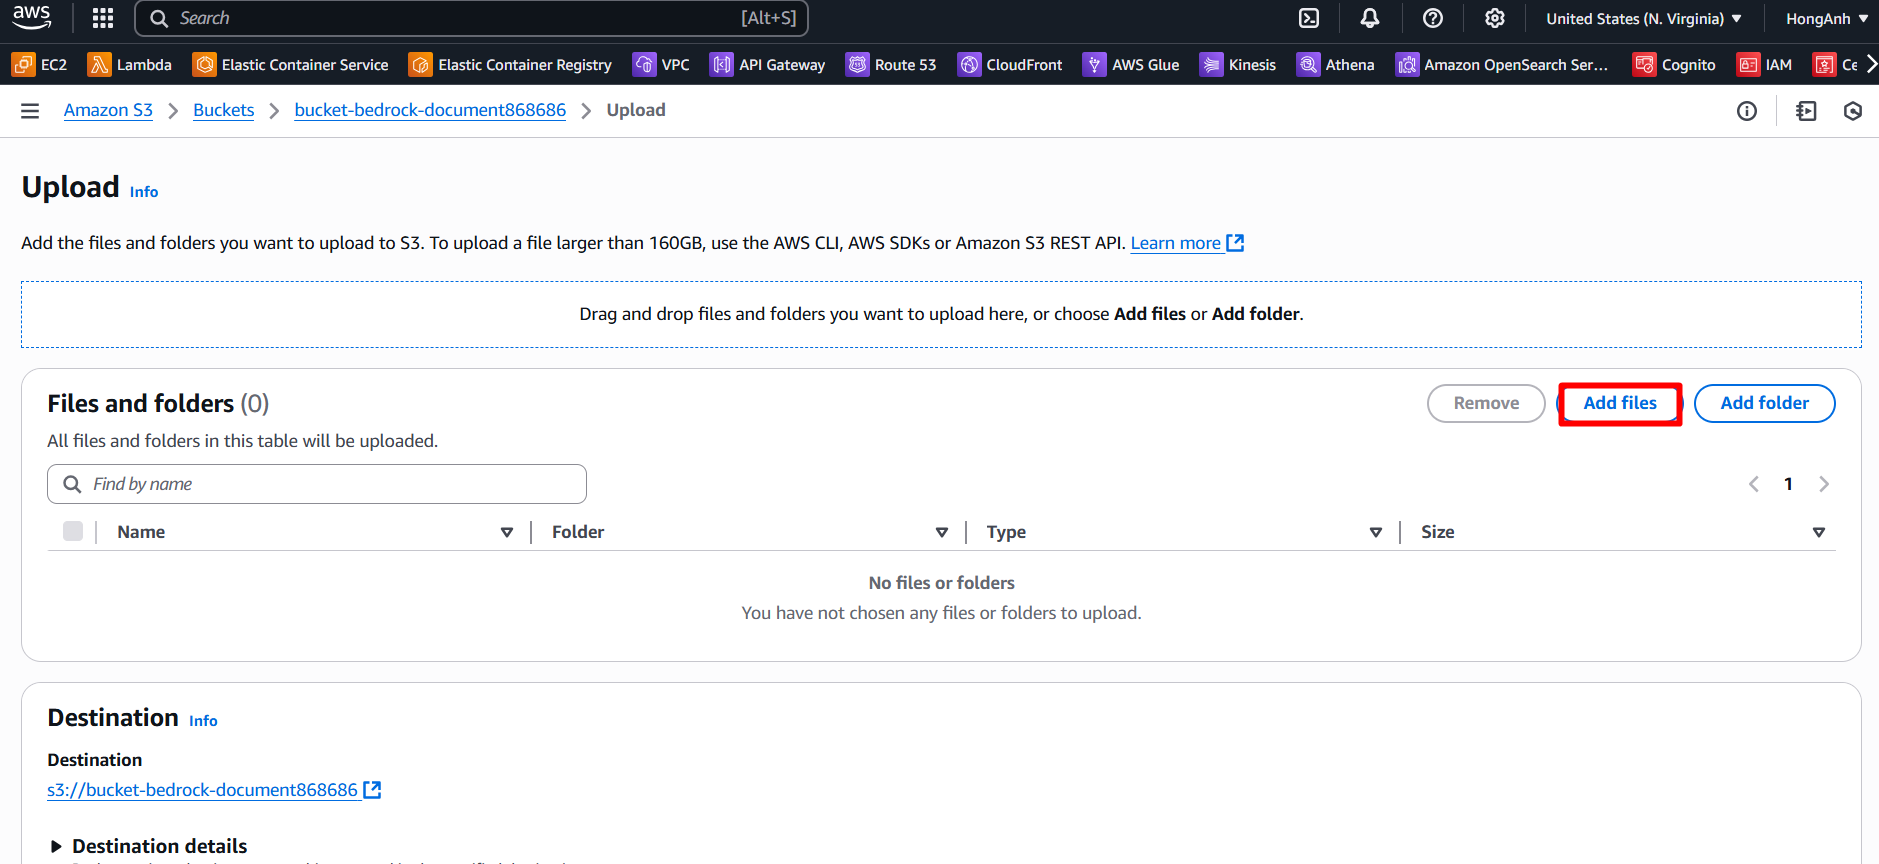 aws Search [Alt+S] United States (N. Virginia) HongAnh
EC2 Lambda Elastic Container Service Elastic Container Registry VPC API Gateway Route 53 CloudFront AWS Glue Kinesis Athena Amazon OpenSearch Ser... Cognito IAM Ce
Amazon S3 Buckets bucket-bedrock-document868686 Upload
Upload Info
Add the files and folders you want to upload to S3. To upload a file larger than 160GB, use the AWS CLI, AWS SDKs or Amazon S3 REST API. Learn more
Drag and drop files and folders you want to upload here, or choose Add files or Add folder.
Files and folders (0) Remove Add files Add folder
All files and folders in this table will be uploaded.
Find by name 1
Name Folder Type Size
No files or folders
You have not chosen any files or folders to upload.
Destination Info
Destination
s3://bucket-bedrock-document868686
Destination details